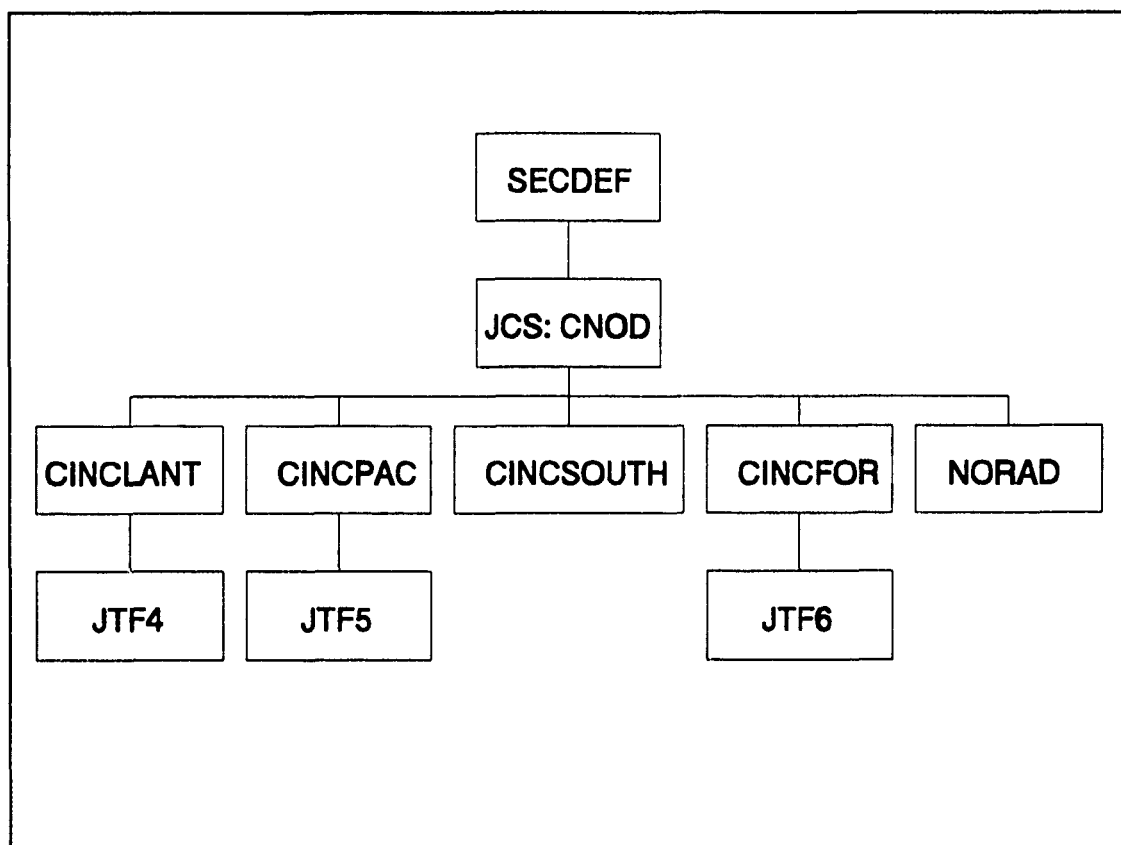 SECDEF
JCS: CNOD
CINCLANT
CINCPAC
CINCSOUTH
CINCFOR
NORAD
JTF4
JTF5
JTF6